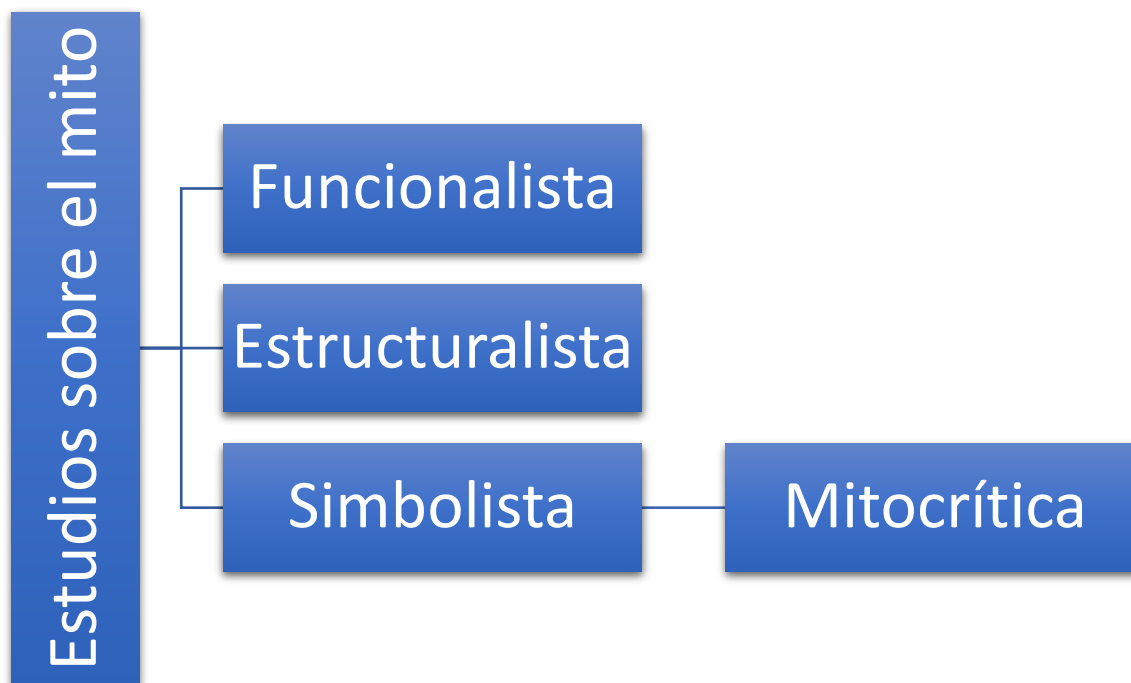 Estudios sobre el mito
Funcionalista
Estructuralista
Simbolista
Mitocrítica